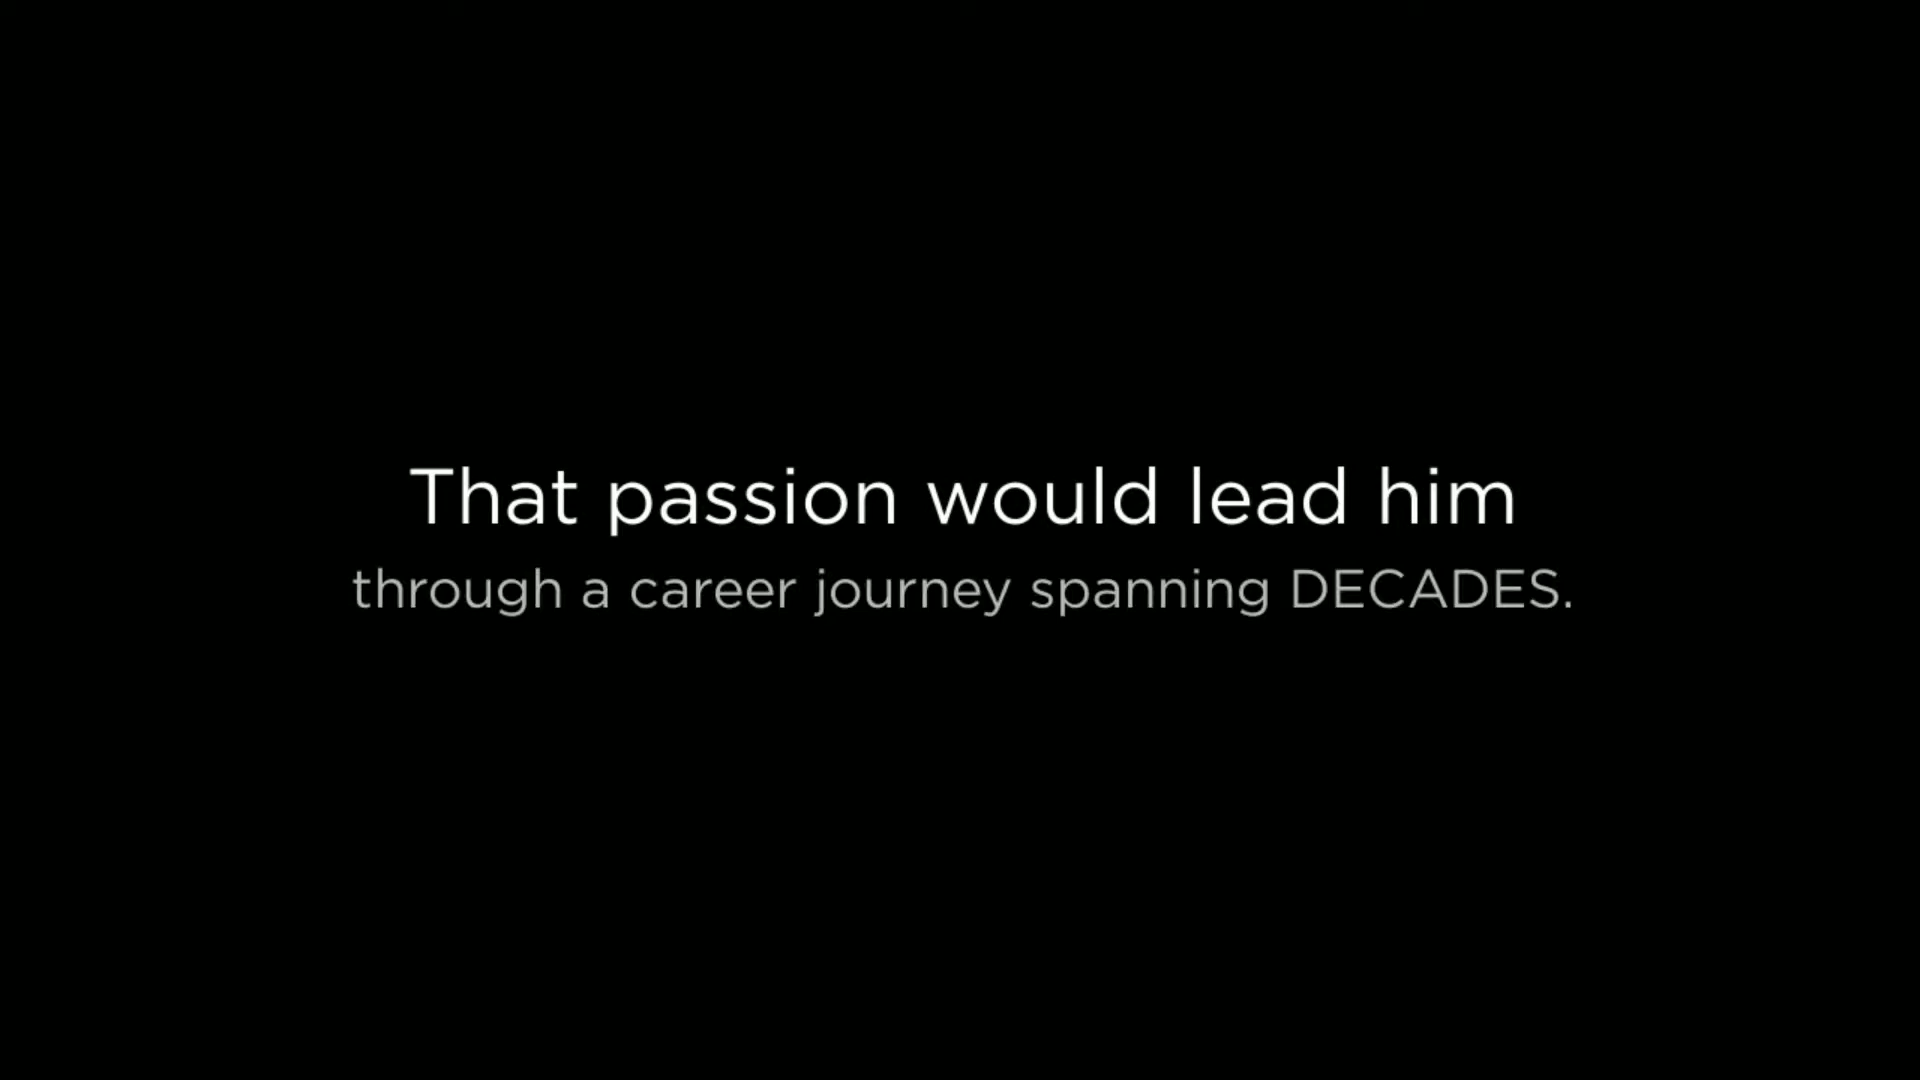 That passion would lead him
through a career journey spanning DECADES.